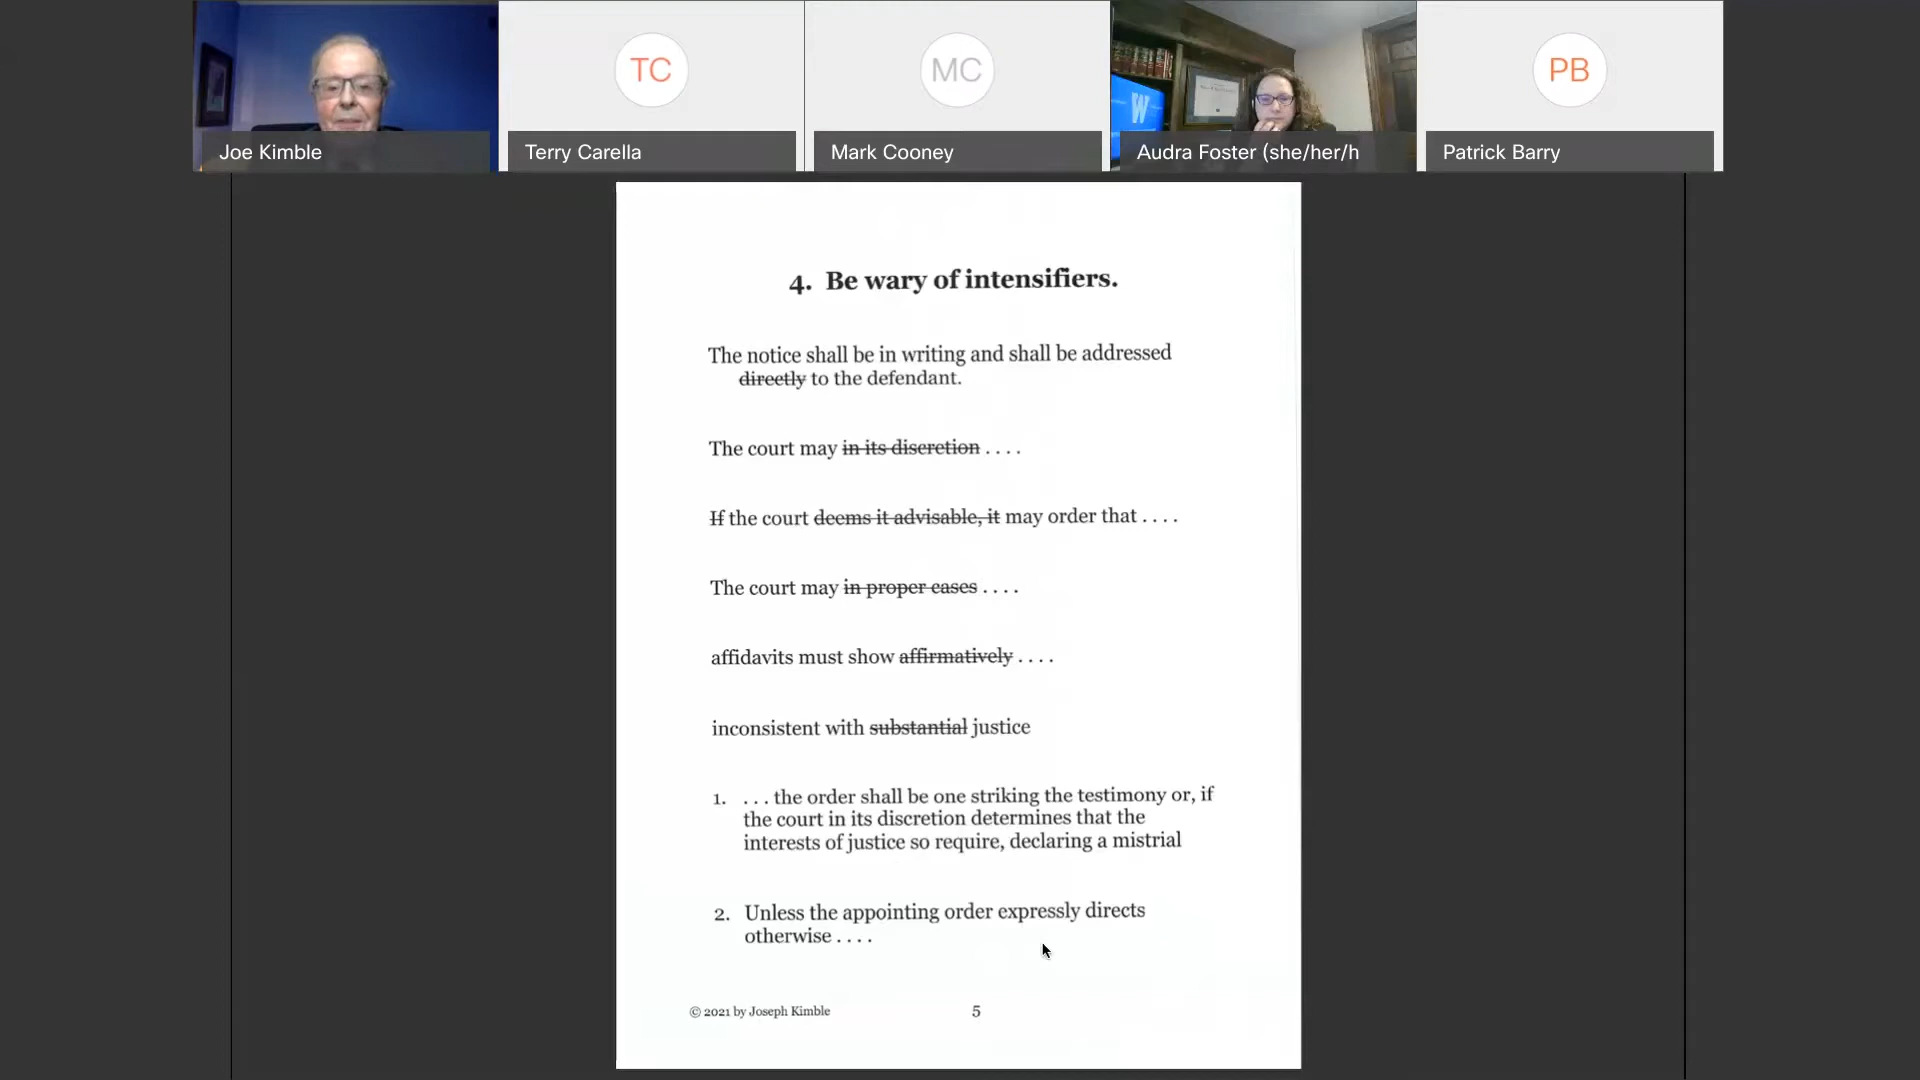 TC
MC
W
PB
Joe Kimble
Terry Carella
Mark Cooney
Audra Foster (she/her/h
Patrick Barry
4. Be wary of intensifiers.
The notice shall be in writing and shall be addressed
directly to the defendant.
The court may in its discretion . . . .
If the court deems it advisable, it may order that . . . .
The court may in proper cases . . . .
affidavits must show affirmatively . . . .
inconsistent with substantial justice
1. . . . the order shall be one striking the testimony or, if
the court in its discretion determines that the
interests of justice so require, declaring a mistrial
2. Unless the appointing order expressly directs
otherwise . . . .
© 2021 by Joseph Kimble
5